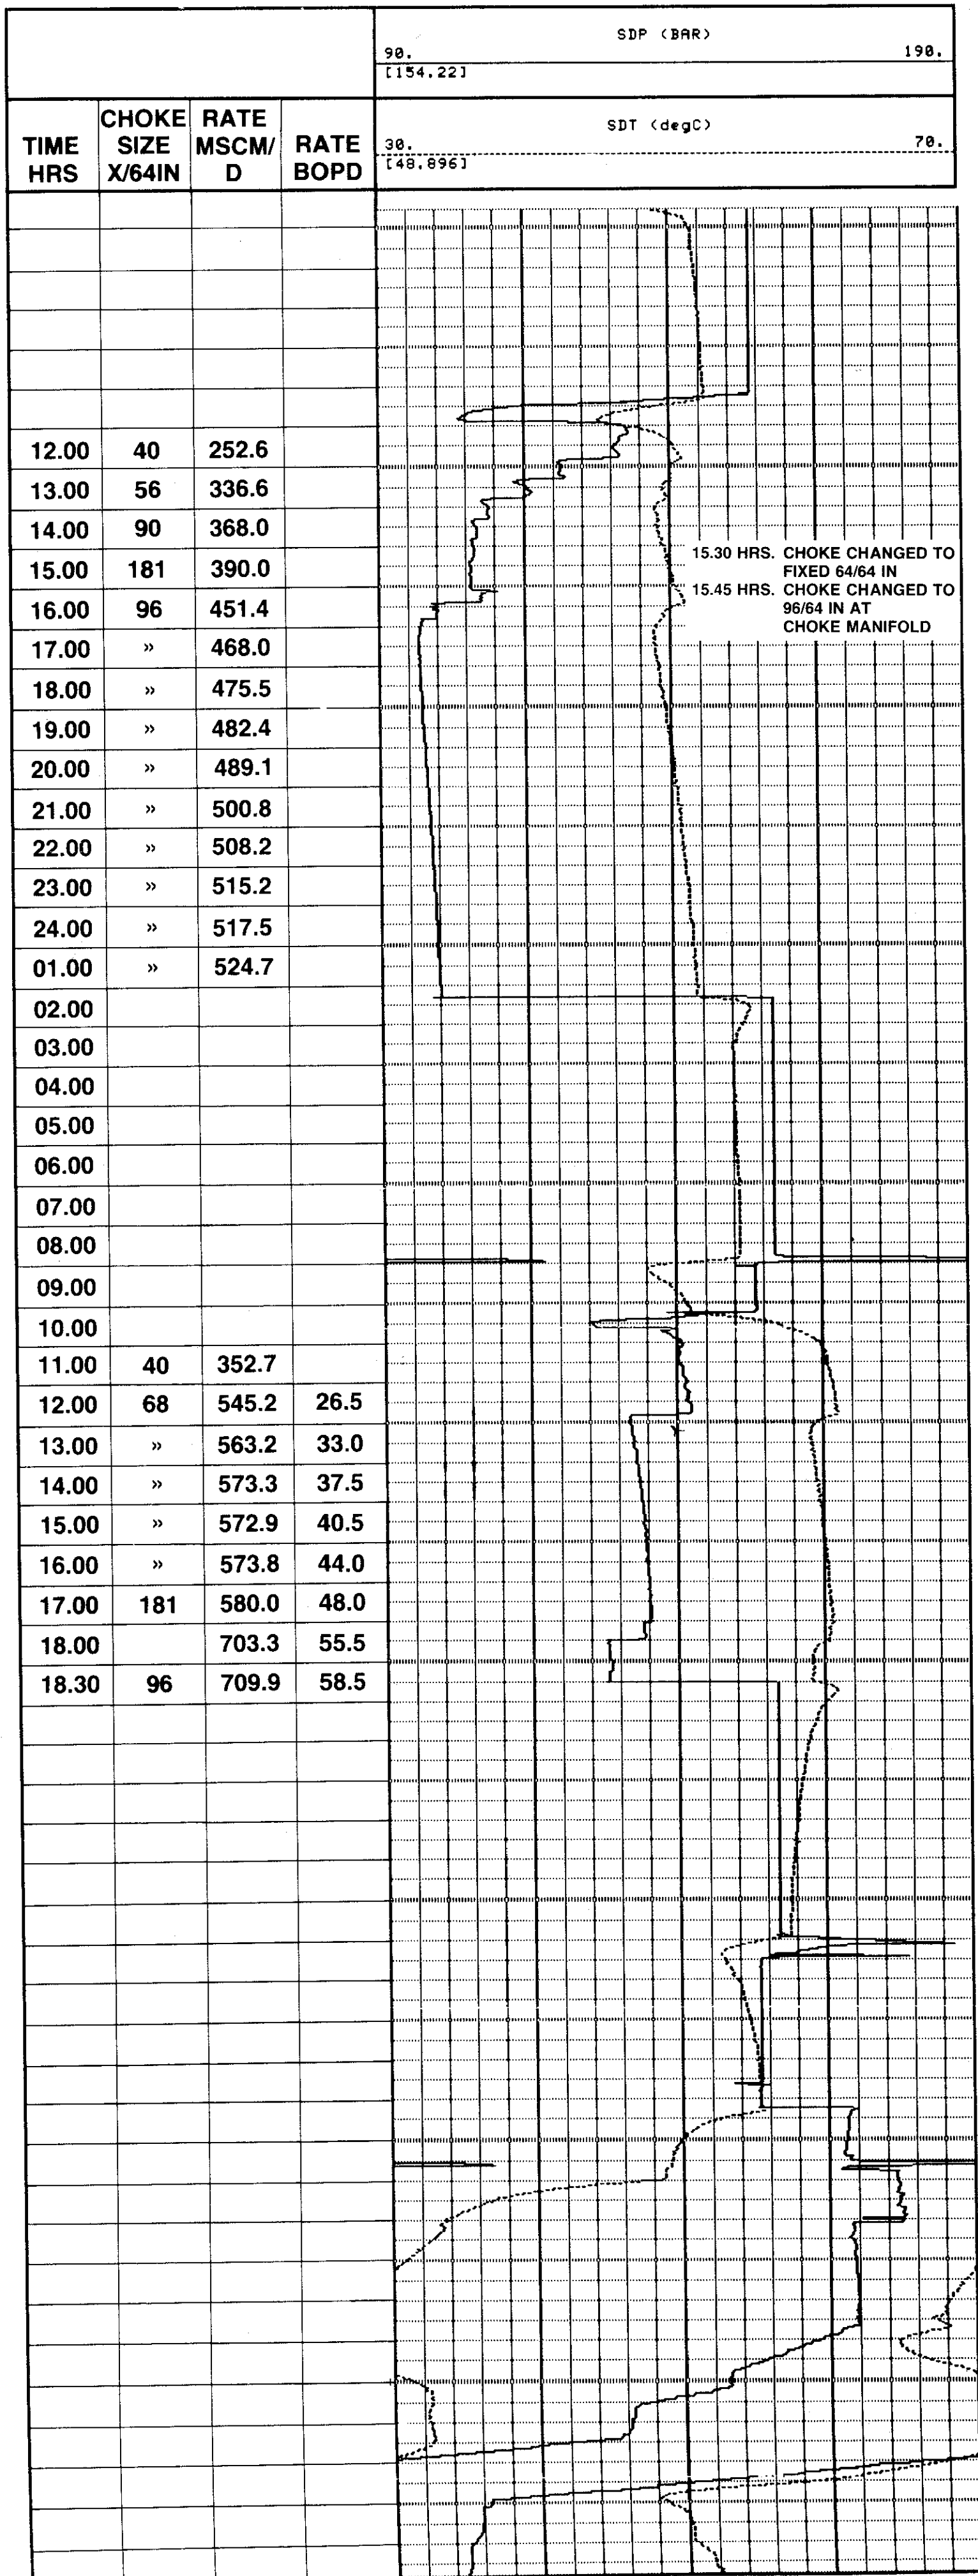 SDP (BAR)
90. 190.
[154.22]
SDT (degC)
30. 70.
[48.896]
TIME HRS CHOKE SIZE X/64IN RATE MSCM/D RATE BOPD
12.00 40 252.6
13.00 56 336.6
14.00 90 368.0
15.00 181 390.0
16.00 96 451.4
17.00 » 468.0
18.00 » 475.5
19.00 » 482.4
20.00 » 489.1
21.00 » 500.8
22.00 » 508.2
23.00 » 515.2
24.00 » 517.5
01.00 » 524.7
02.00
03.00
04.00
05.00
06.00
07.00
08.00
09.00
10.00
11.00 40 352.7
12.00 68 545.2 26.5
13.00 » 563.2 33.0
14.00 » 573.3 37.5
15.00 » 572.9 40.5
16.00 » 573.8 44.0
17.00 181 580.0 48.0
18.00 703.3 55.5
18.30 96 709.9 58.5
15.30 HRS. CHOKE CHANGED TO
FIXED 64/64 IN
15.45 HRS. CHOKE CHANGED TO
96/64 IN AT
CHOKE MANIFOLD